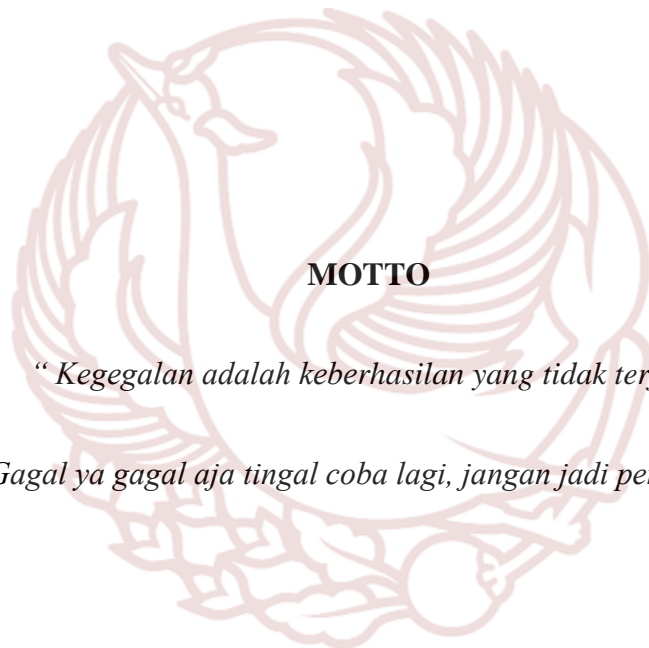 MOTTO
“ Kegegalan adalah keberhasilan yang tidak
Gagal ya gagal aja tingal coba lagi, jangan jadi